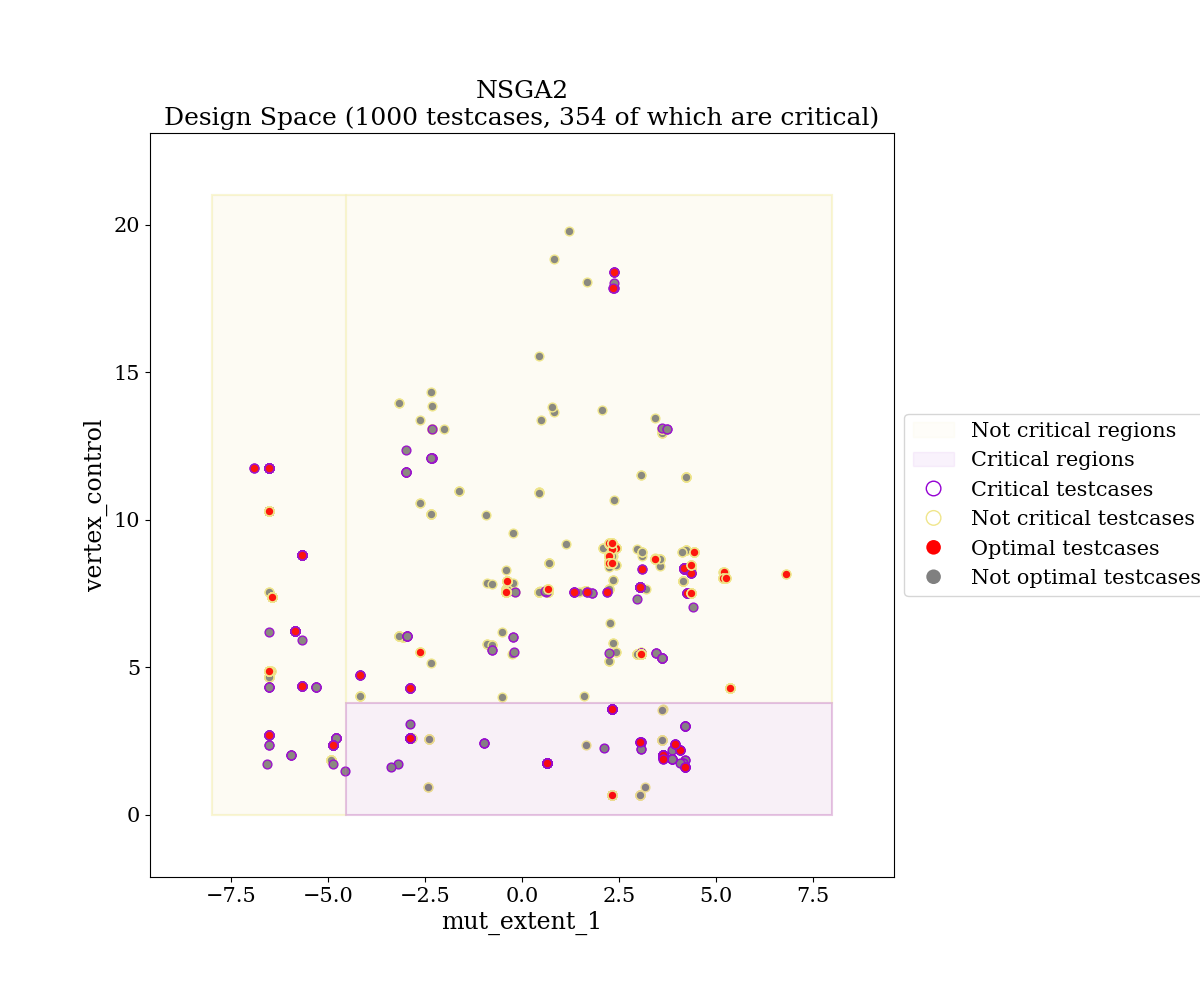 NSGA2
Design Space (1000 testcases, 354 of which are critical)
vertex_control
20
15
10
5
0
−7.5
−5.0
−2.5
0.0
2.5
5.0
7.5
mut_extent_1
Not critical regions
Critical regions
Critical testcases
Not critical testcases
Optimal testcases
Not optimal testcases